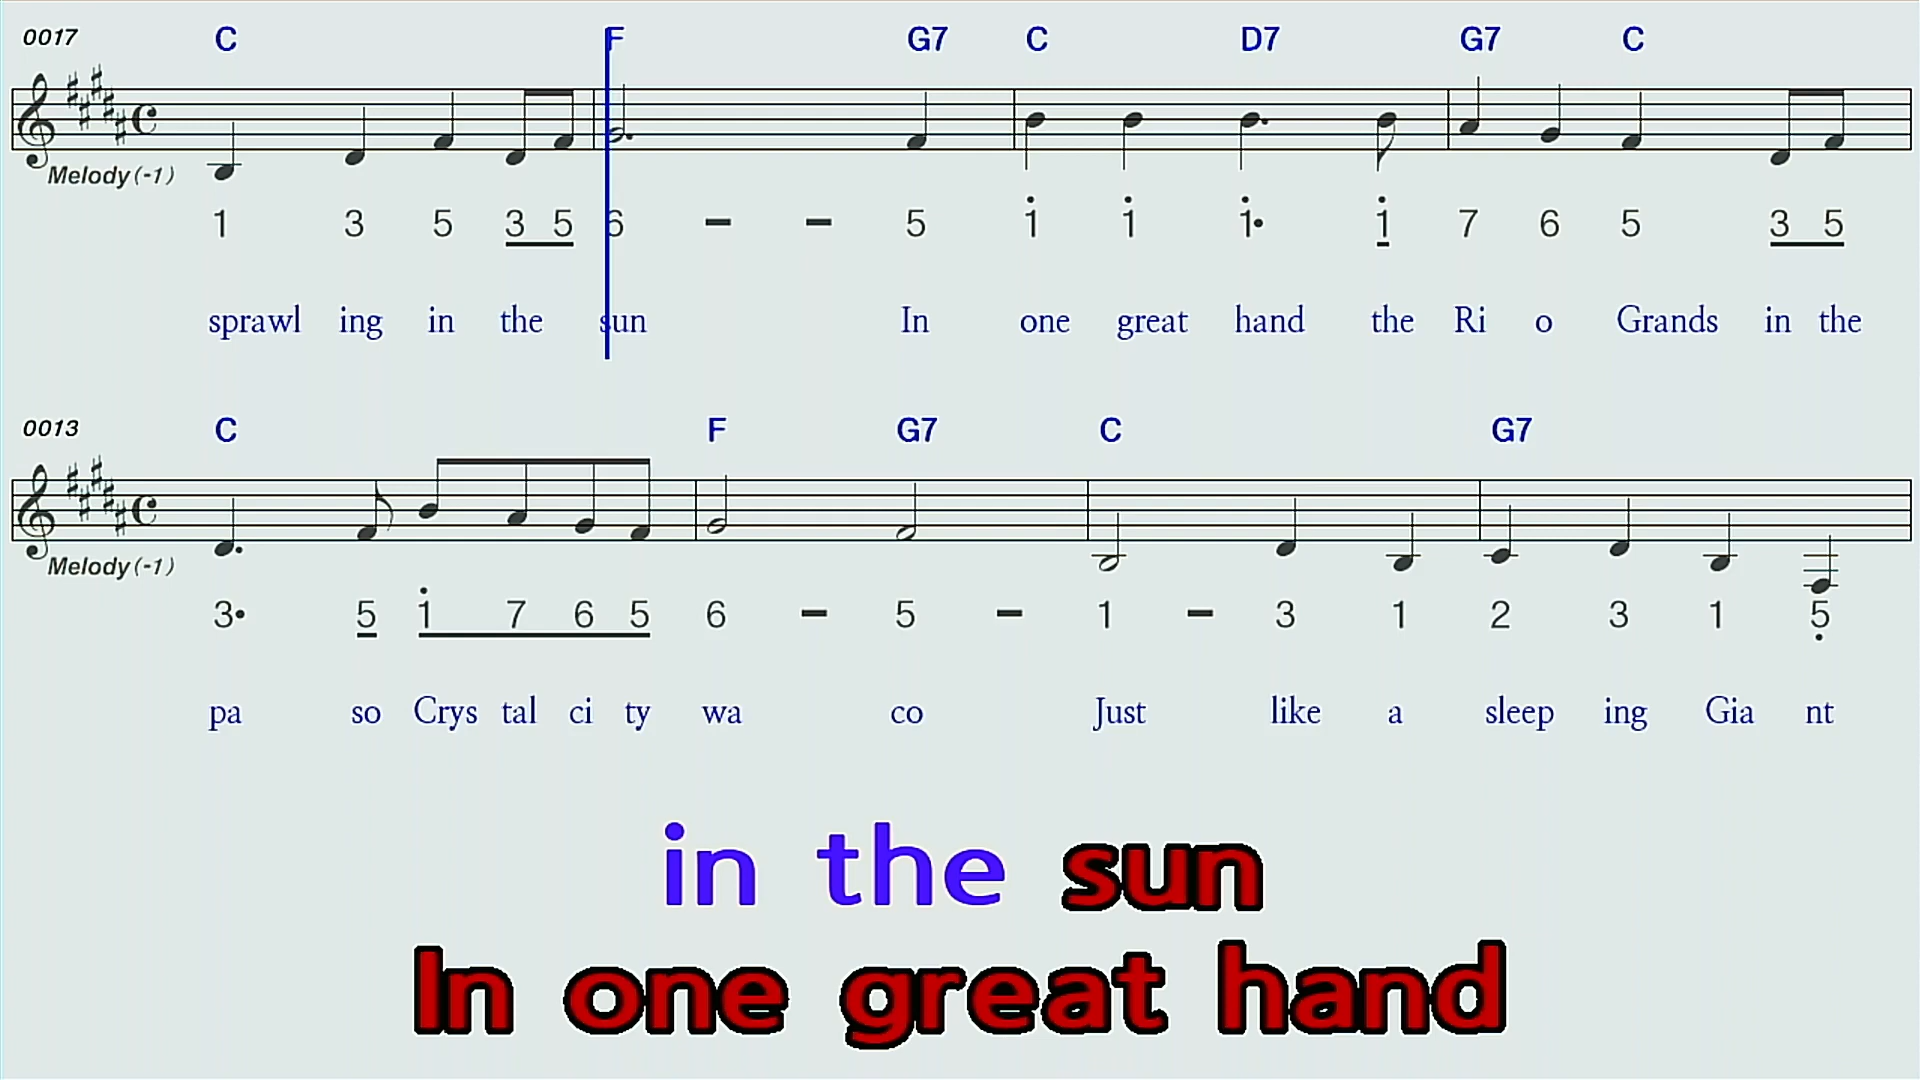 0017 C F G7 C D7 G7 C
Melody(-1)
1 3 5 3 5 6 - - 5 1 1 1• 1 7 6 5 3 5
sprawl ing in the sun In one great hand the Ri o Grands in the
0013 C F G7 C G7
Melody(-1)
3• 5 1 7 6 5 6 - 5 - 1 - 3 1 2 3 1 5
pa so Crys tal ci ty wa co Just like a sleep ing Gia nt
in the sun
In one great hand